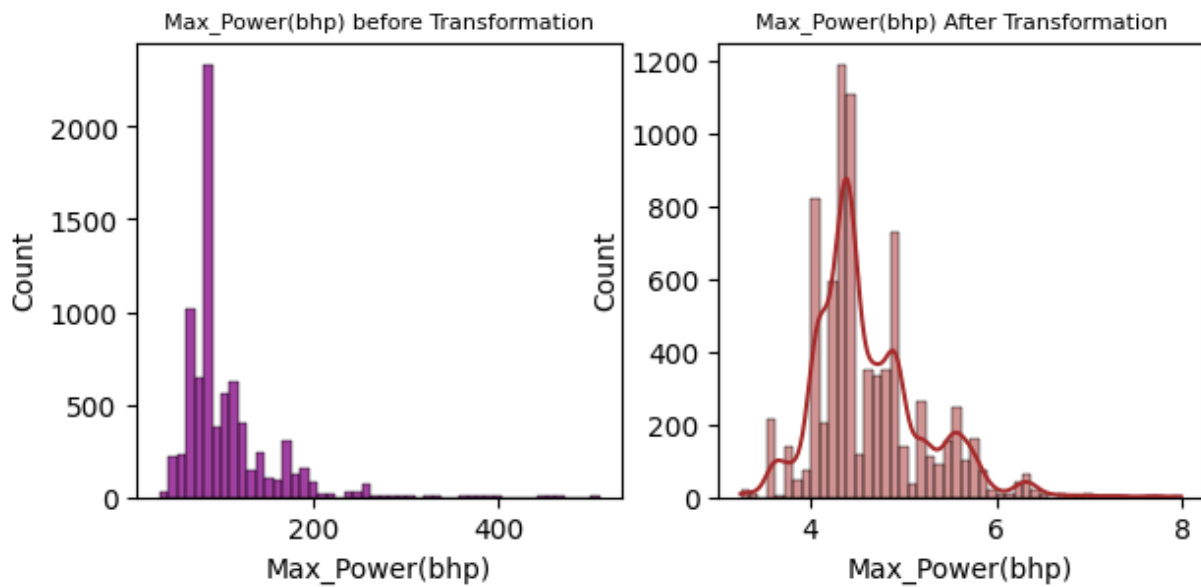 Max_Power(bhp) before Transformation
Count
2000
1500
1000
500
0
200
400
Max_Power(bhp)
Max_Power(bhp) After Transformation
Count
1200
1000
800
600
400
200
0
4
6
8
Max_Power(bhp)